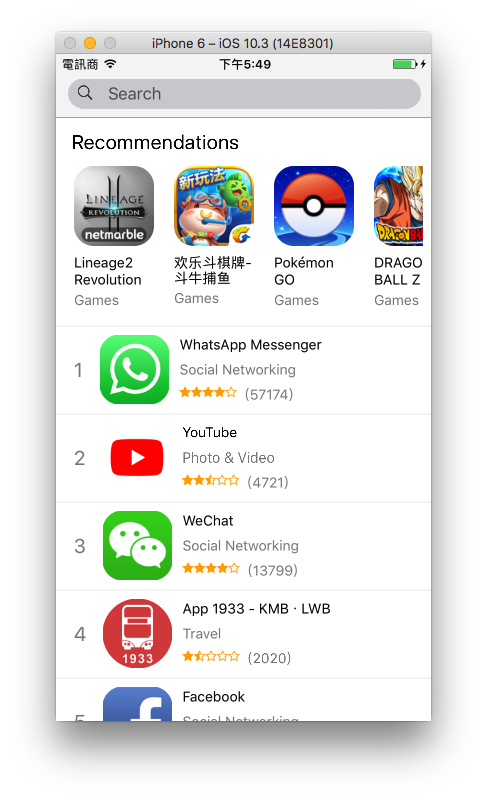 iPhone 6 – iOS 10.3 (14E8301)
電訊商
下午5:49
Search
Recommendations
LINEAGE
REVOLUTION
netmarble
新玩法
Lineage2
Revolution
Games
欢乐斗棋牌-
斗牛捕鱼
Games
Pokémon
GO
Games
DRAGO
BALL Z
Games
1
WhatsApp Messenger
Social Networking
(57174)
2
YouTube
Photo & Video
(4721)
3
WeChat
Social Networking
(13799)
4
1933
App 1933 - KMB · LWB
Travel
(2020)
5
Facebook
Social Networking